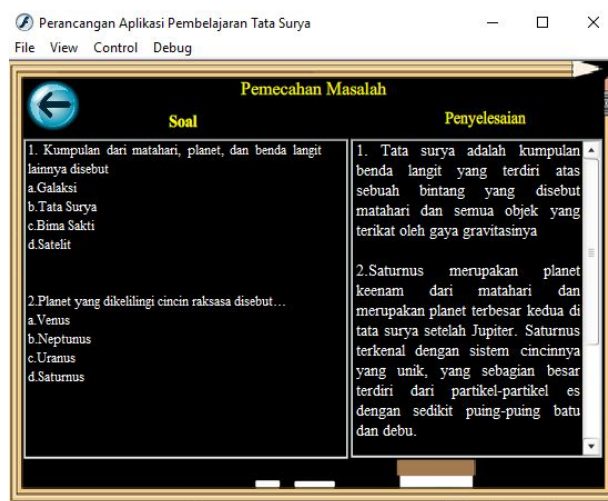 Perancangan Aplikasi Pembelajaran Tata Surya
File View Control Debug
Pemecahan Masalah
Soal
Penyelesaian
1. Kumpulan dari matahari, planet, dan benda langit
lainnya disebut
a.Galaksi
b.Tata Surya
c.Bima Sakti
d.Satelit
2.Planet yang dikelilingi cincin raksasa disebut…
a.Venus
b.Neptunus
c.Uranus
d.Saturnus
1. Tata surya adalah kumpulan
benda langit yang terdiri atas
sebuah bintang yang disebut
matahari dan semua objek yang
terikat oleh gaya gravitasinya
2.Saturnus merupakan planet
keenam dari matahari dan
merupakan planet terbesar kedua di
tata surya setelah Jupiter. Saturnus
terkenal dengan sistem cincinnya
yang unik, yang sebagian besar
terdiri dari partikel-partikel es
dengan sedikit puing-puing batu
dan debu.